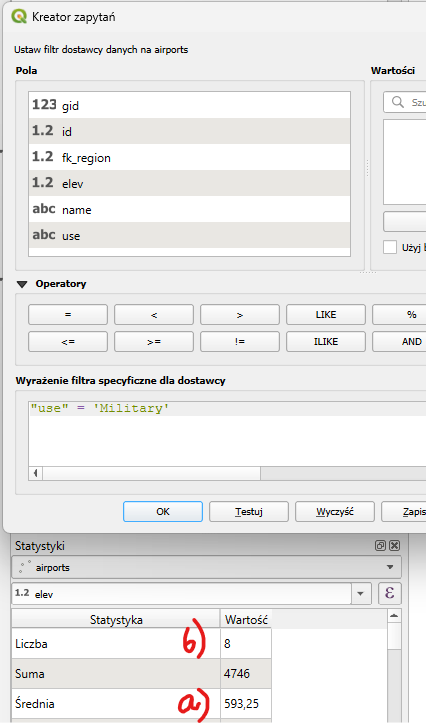 Kreator zapytań
Ustaw filtr dostawcy danych na airports
Pola
Wartości
123 gid
1.2 id
1.2 fk_region
1.2 elev
abc name
abc use
Szu
Użyj b
Operatory
= < > LIKE %
<= >= != ILIKE AND
Wyrażenie filtra specyficzne dla dostawcy
"use" = 'Military'
OK Testuj Wyczyść Zapis
Statystyki
airports
1.2 elev ε
Statystyka Wartość
Liczba b) 8
Suma 4746
Średnia a) 593,25